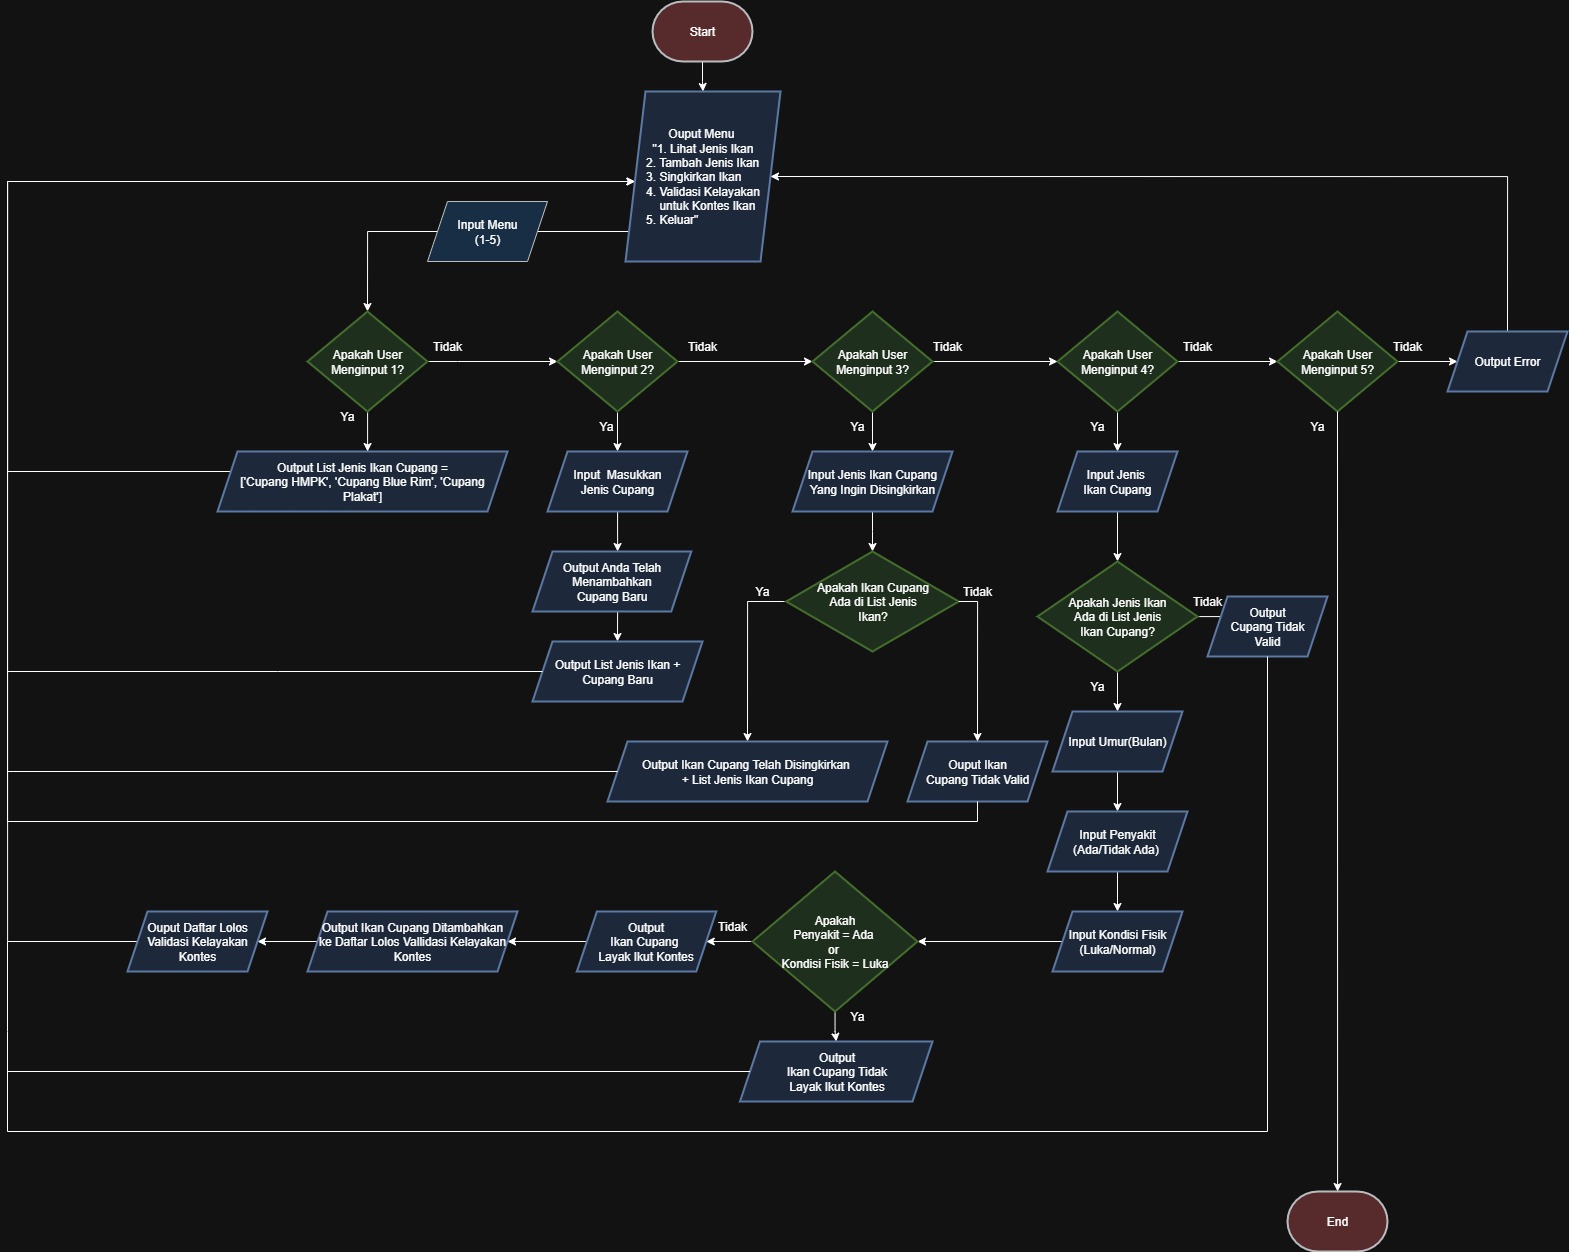 Start
Ouput Menu
"1. Lihat Jenis Ikan
2. Tambah Jenis Ikan
3. Singkirkan Ikan
4. Validasi Kelayakan
untuk Kontes Ikan
5. Keluar"
Input Menu
(1-5)
Apakah User
Menginput 1?
Tidak
Apakah User
Menginput 2?
Tidak
Apakah User
Menginput 3?
Tidak
Apakah User
Menginput 4?
Tidak
Apakah User
Menginput 5?
Tidak
Output Error
Ya
Ya
Ya
Ya
Ya
Output List Jenis Ikan Cupang =
['Cupang HMPK', 'Cupang Blue Rim', 'Cupang
Plakat']
Input  Masukkan
Jenis Cupang
Input Jenis Ikan Cupang
Yang Ingin Disingkirkan
Input Jenis
Ikan Cupang
Output Anda Telah
Menambahkan
Cupang Baru
Ya
Apakah Ikan Cupang
Ada di List Jenis
Ikan?
Tidak
Apakah Jenis Ikan
Ada di List Jenis
Ikan Cupang?
Tidak
Output
Cupang Tidak
Valid
Output List Jenis Ikan +
Cupang Baru
Ya
Output Ikan Cupang Telah Disingkirkan
+ List Jenis Ikan Cupang
Ouput Ikan
Cupang Tidak Valid
Input Umur(Bulan)
Input Penyakit
(Ada/Tidak Ada)
Ouput Daftar Lolos
Validasi Kelayakan
Kontes
Output Ikan Cupang Ditambahkan
ke Daftar Lolos Vallidasi Kelayakan
Kontes
Output
Ikan Cupang
Layak Ikut Kontes
Tidak
Apakah
Penyakit = Ada
or
Kondisi Fisik = Luka
Input Kondisi Fisik
(Luka/Normal)
Ya
Output
Ikan Cupang Tidak
Layak Ikut Kontes
End